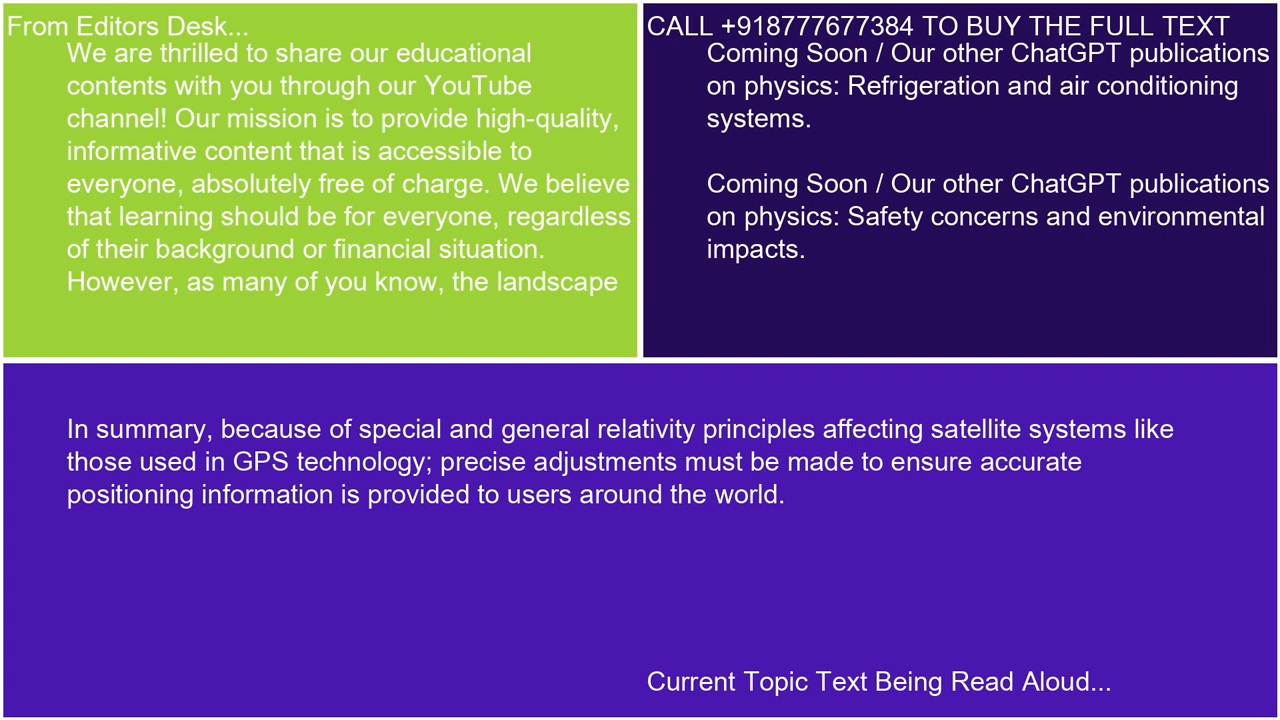 From Editors Desk...
We are thrilled to share our educational
contents with you through our YouTube
channel! Our mission is to provide high-quality,
informative content that is accessible to
everyone, absolutely free of charge. We believe
that learning should be for everyone, regardless
of their background or financial situation.
However, as many of you know, the landscape
CALL +918777677384 TO BUY THE FULL TEXT
Coming Soon / Our other ChatGPT publications
on physics: Refrigeration and air conditioning
systems.
Coming Soon / Our other ChatGPT publications
on physics: Safety concerns and environmental
impacts.
In summary, because of special and general relativity principles affecting satellite systems like
those used in GPS technology; precise adjustments must be made to ensure accurate
positioning information is provided to users around the world.
Current Topic Text Being Read Aloud...